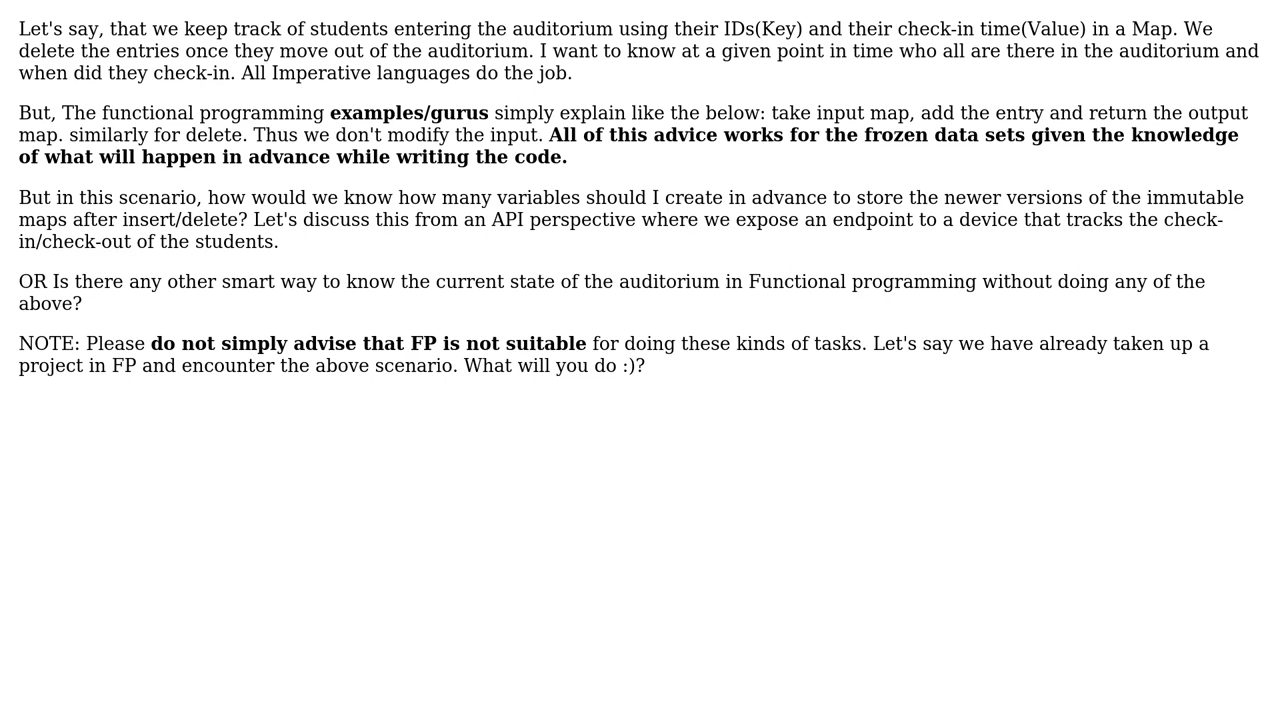 Let's say, that we keep track of students entering the auditorium using their IDs(Key) and their check-in time(Value) in a Map. We
delete the entries once they move out of the auditorium. I want to know at a given point in time who all are there in the auditorium and
when did they check-in. All Imperative languages do the job.
But, The functional programming examples/gurus simply explain like the below: take input map, add the entry and return the output
map. similarly for delete. Thus we don't modify the input. All of this advice works for the frozen data sets given the knowledge
of what will happen in advance while writing the code.
But in this scenario, how would we know how many variables should I create in advance to store the newer versions of the immutable
maps after insert/delete? Let's discuss this from an API perspective where we expose an endpoint to a device that tracks the check-
in/check-out of the students.
OR Is there any other smart way to know the current state of the auditorium in Functional programming without doing any of the
above?
NOTE: Please do not simply advise that FP is not suitable for doing these kinds of tasks. Let's say we have already taken up a
project in FP and encounter the above scenario. What will you do :)?